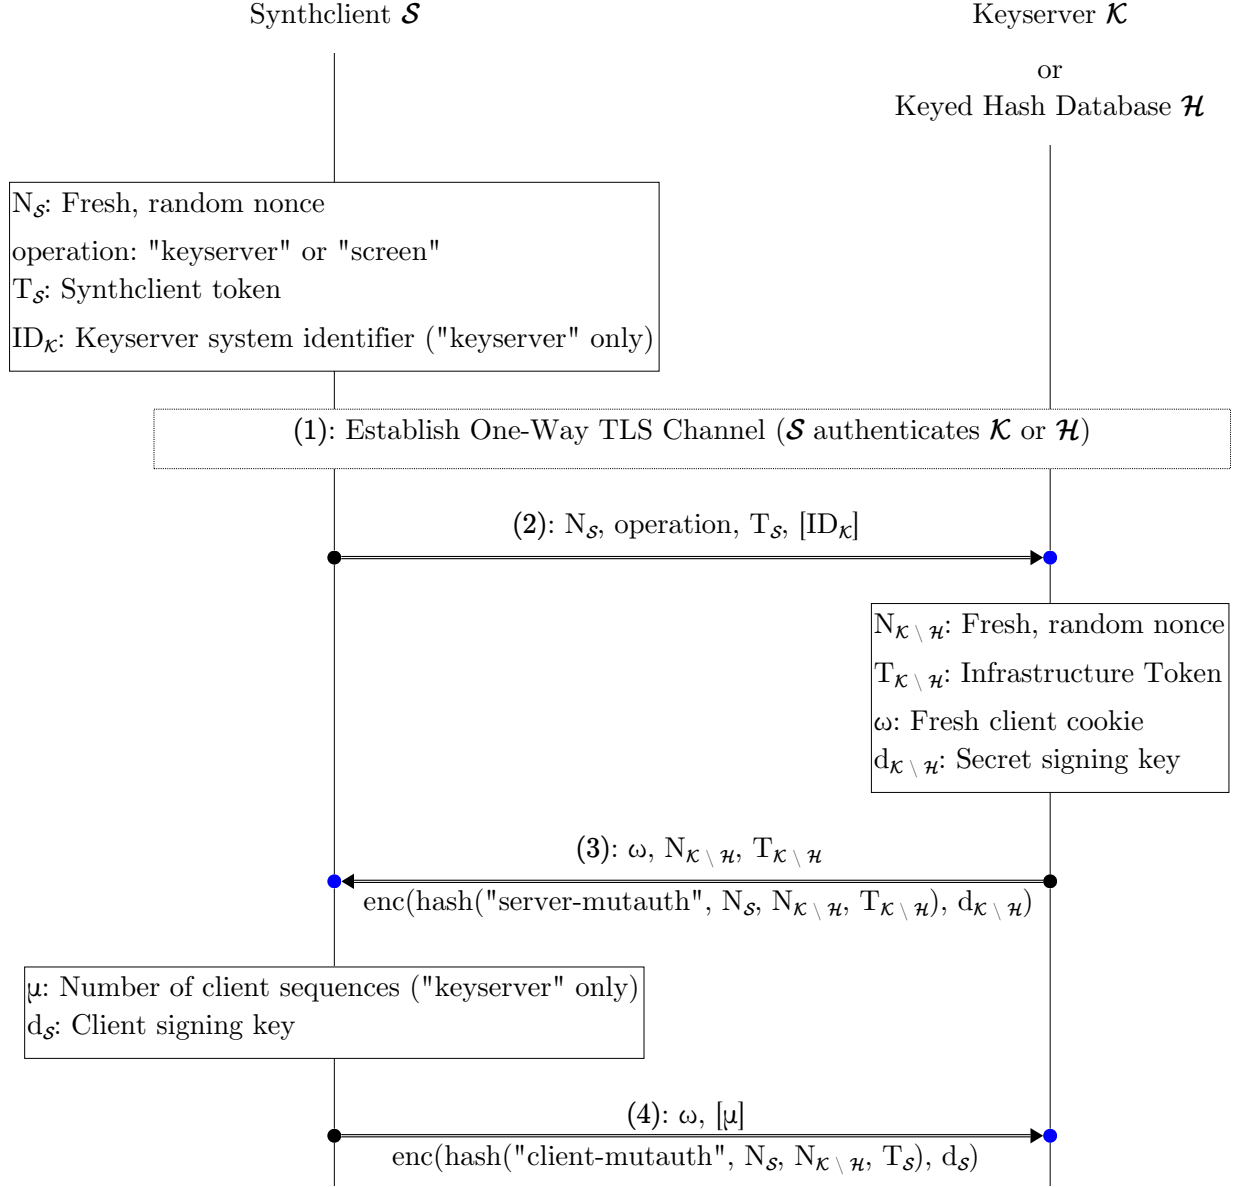 Synthclient 𝓢
Keyserver 𝓚
or
Keyed Hash Database 𝓗
N𝓢: Fresh, random nonce
operation: "keyserver" or "screen"
T𝓢: Synthclient token
ID𝓚: Keyserver system identifier ("keyserver" only)
(1): Establish One-Way TLS Channel (𝓢 authenticates 𝓚 or 𝓗)
(2): N𝓢, operation, T𝓢, [ID𝓚]
N𝓚 \ 𝓗: Fresh, random nonce
T𝓚 \ 𝓗: Infrastructure Token
ω: Fresh client cookie
d𝓚 \ 𝓗: Secret signing key
(3): ω, N𝓚 \ 𝓗, T𝓚 \ 𝓗
enc(hash("server-mutauth", N𝓢, N𝓚 \ 𝓗, T𝓚 \ 𝓗), d𝓚 \ 𝓗)
μ: Number of client sequences ("keyserver" only)
d𝓢: Client signing key
(4): ω, [μ]
enc(hash("client-mutauth", N𝓢, N𝓚 \ 𝓗, T𝓢), d𝓢)